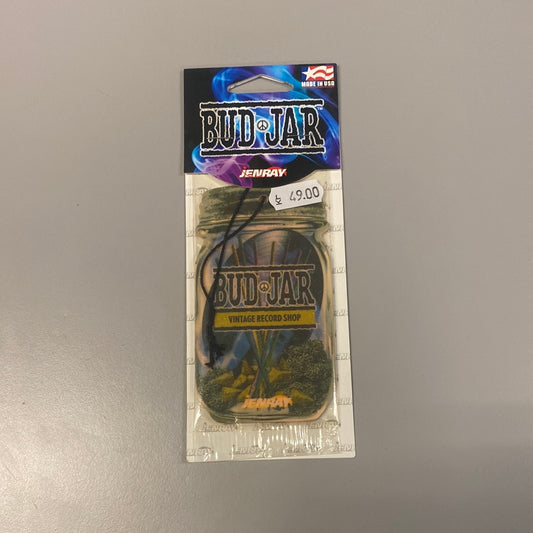 MADE IN USA
BUD JAR
JENRAY
kr 49.00
BUD JAR
VINTAGE RECORD SHOP
JENRAY